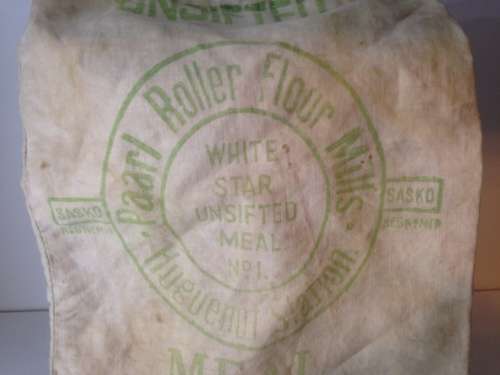 UNSIFTED
Paarl Roller Flour Mills.
WHITE
STAR
UNSIFTED
MEAL
No 1.
Huguenot Station
SASKO
SASKO
MEAL